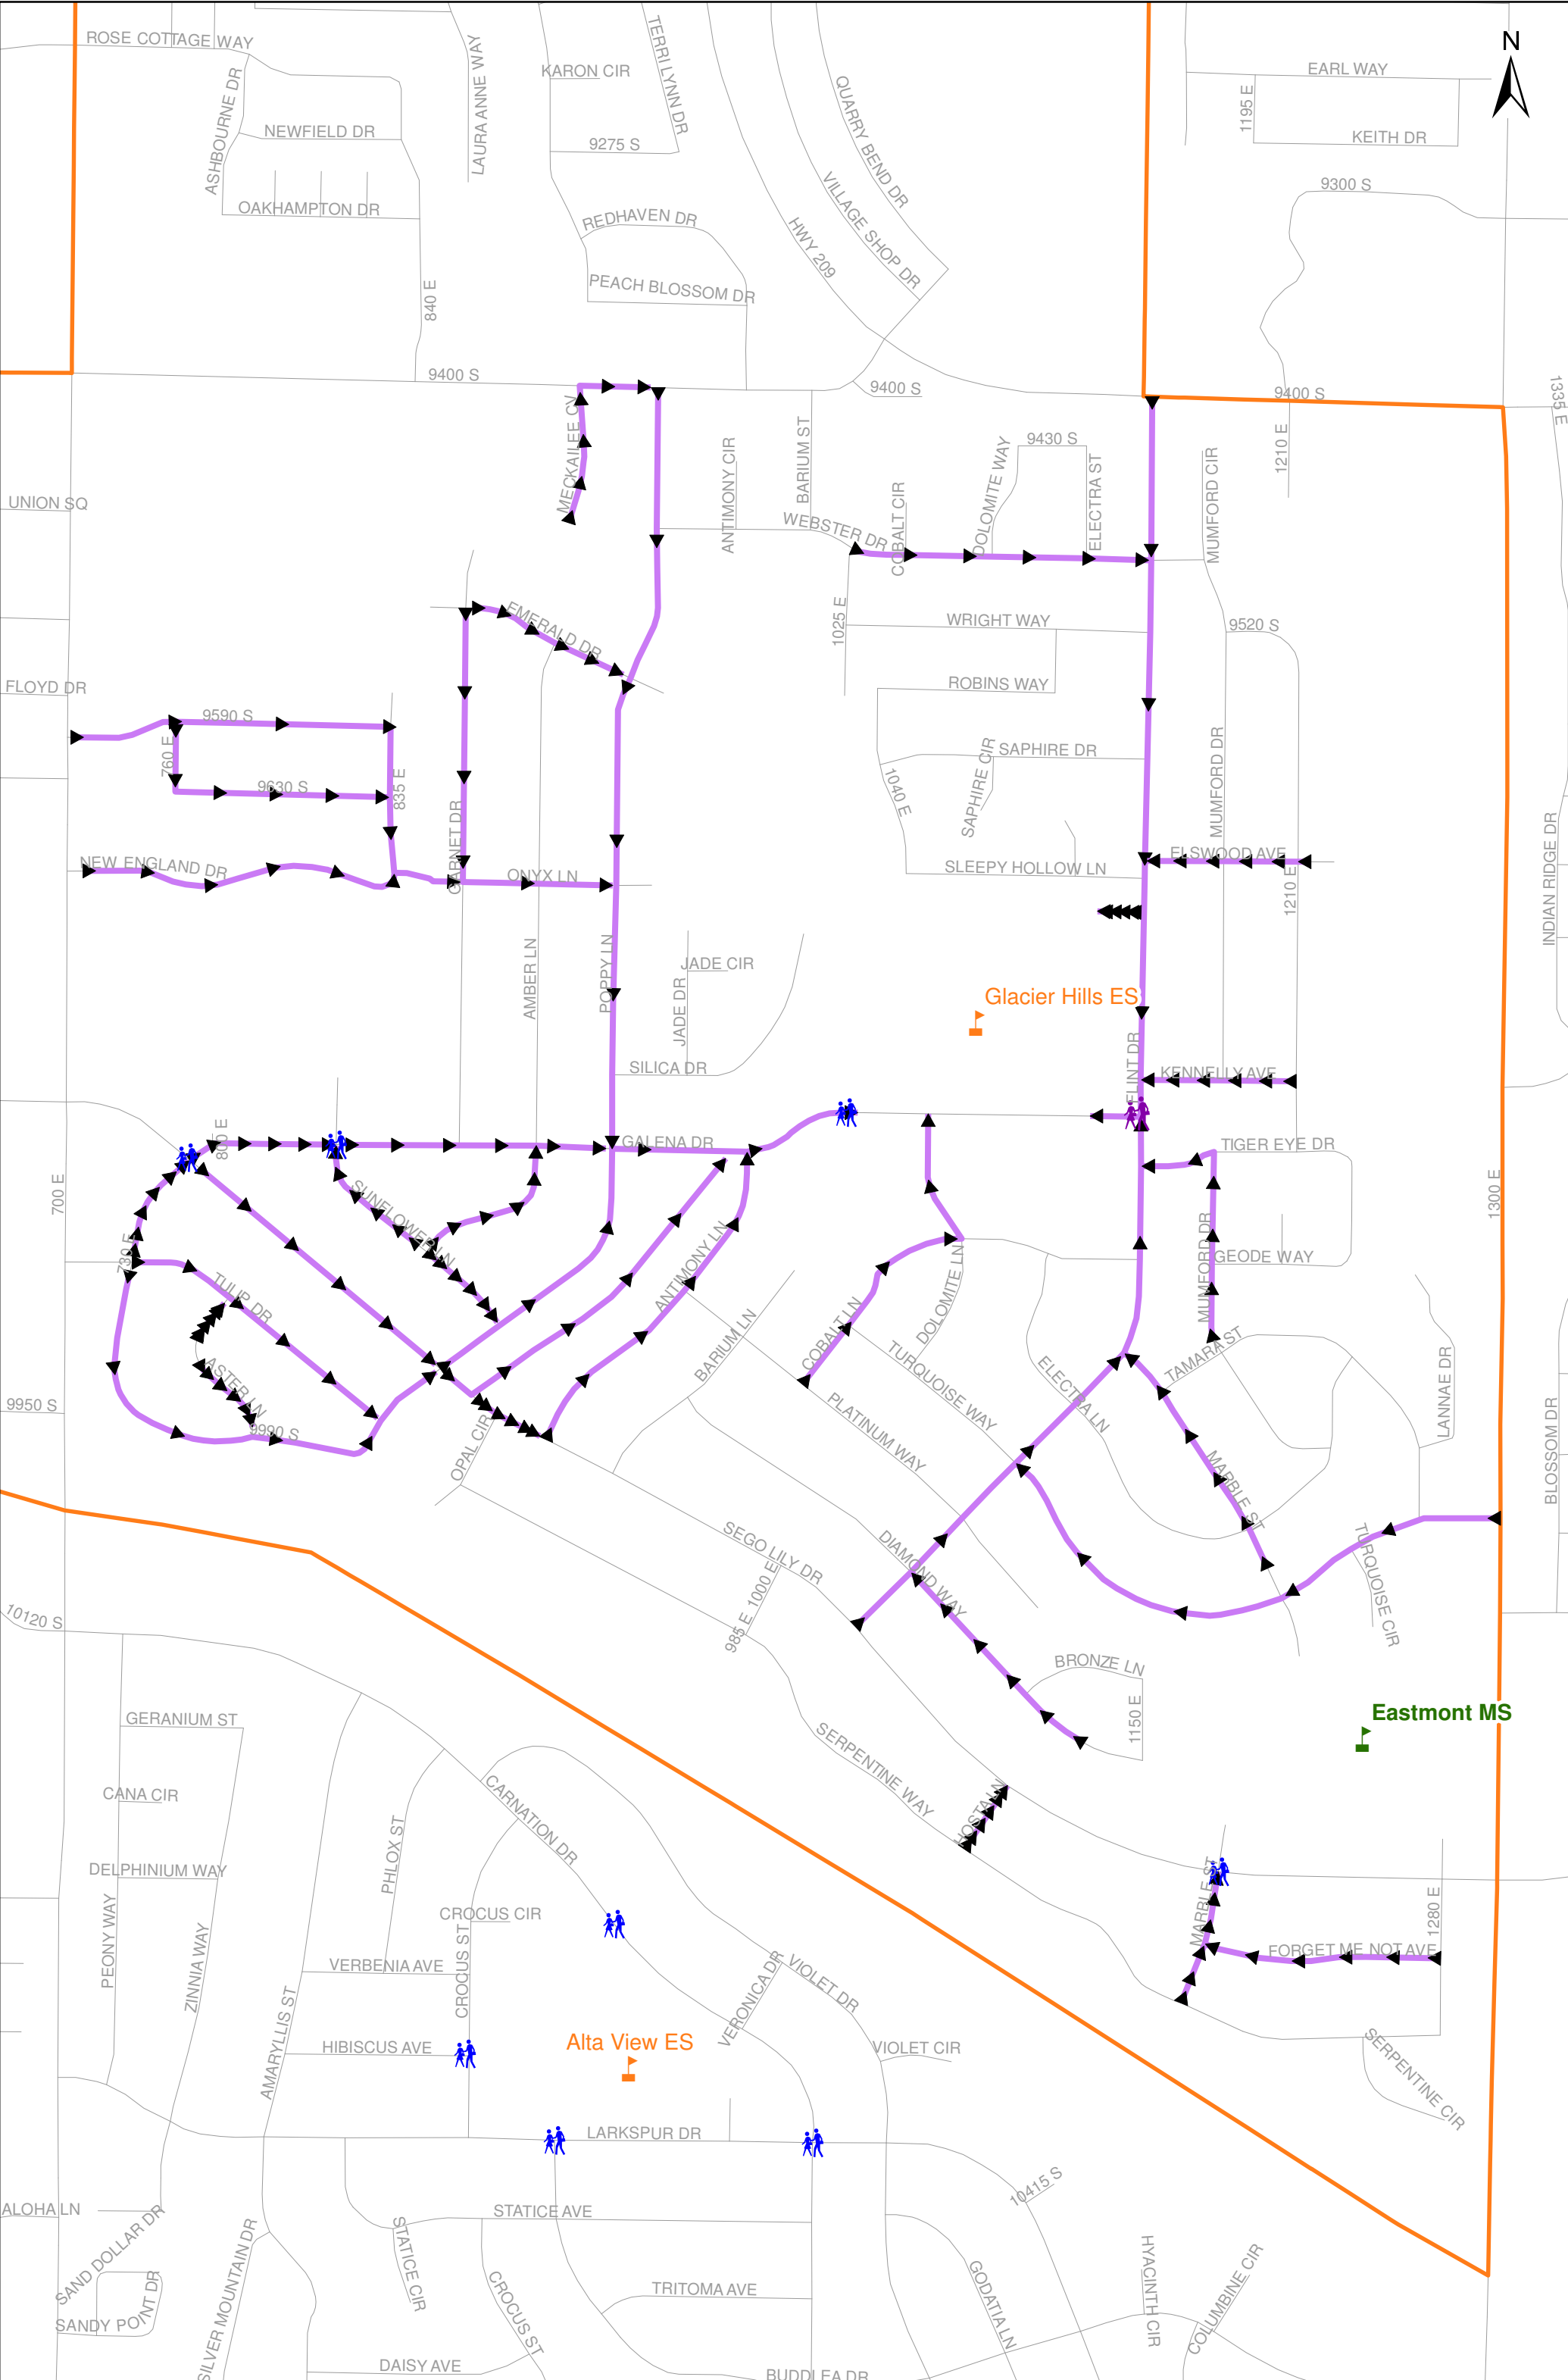 N
ROSE COTTAGE WAY
LAURA ANNE WAY
TERRI LYNN DR
KARON CIR
EARL WAY
ASHBOURNE DR
QUARRY BEND DR
1195 E
NEWFIELD DR
KEITH DR
9275 S
VILLAGE SHOP DR
9300 S
OAKHAMPTON DR
REDHAVEN DR
HWY 209
PEACH BLOSSOM DR
840 E
9400 S
9400 S
9400 S
1335 E
MECKAILEE CV
BARIUM ST
9430 S
1210 E
ANTIMONY CIR
DOLOMITE WAY
ELECTRA ST
MUMFORD CIR
UNION SQ
COBALT CIR
WEBSTER DR
EMERALD DR
1025 E
WRIGHT WAY
9520 S
FLOYD DR
ROBINS WAY
9590 S
760 E
SAPHIRE DR
SAPHIRE CIR
MUMFORD DR
9630 S
835 E
1040 E
GARNET DR
INDIAN RIDGE DR
NEW ENGLAND DR
ONYX LN
SLEEPY HOLLOW LN
ELSWOOD AVE
1210 E
AMBER LN
POPPY LN
JADE CIR
JADE DR
Glacier Hills ES
SILICA DR
FLINT DR
KENNELLY AVE
800 E
GALENA DR
TIGER EYE DR
700 E
1300 E
SUNFLOWER LN
730 E
ANTIMONY LN
MUMFORD DR
GEODE WAY
TULIP DR
DOLOMITE LN
COBALT LN
BARIUM LN
TURQUOISE WAY
TAMARA ST
ASTER LN
ELECTRA LN
LANNAE DR
9950 S
9990 S
PLATINUM WAY
BLOSSOM DR
OPAL CIR
MARBLE ST
SEGO LILY DR
DIAMOND WAY
TURQUOISE CIR
985 E
1000 E
10120 S
BRONZE LN
1150 E
Eastmont MS
GERANIUM ST
SERPENTINE WAY
CANA CIR
CARNATION DR
HOSTA LN
PHLOX ST
DELPHINIUM WAY
MARBLE ST
1280 E
PEONY WAY
CROCUS CIR
ZINNIA WAY
FORGET ME NOT AVE
VERBENIA AVE
CROCUS ST
VERONICA DR
VIOLET DR
AMARYLLIS ST
HIBISCUS AVE
Alta View ES
VIOLET CIR
SERPENTINE CIR
LARKSPUR DR
10415 S
ALOHA LN
STATICE AVE
SAND DOLLAR DR
STATICE CIR
SILVER MOUNTAIN DR
CROCUS ST
TRITOMA AVE
GODATIA LN
HYACINTH CIR
COLUMBINE CIR
SANDY POINT DR
DAISY AVE
BUDDLEA DR